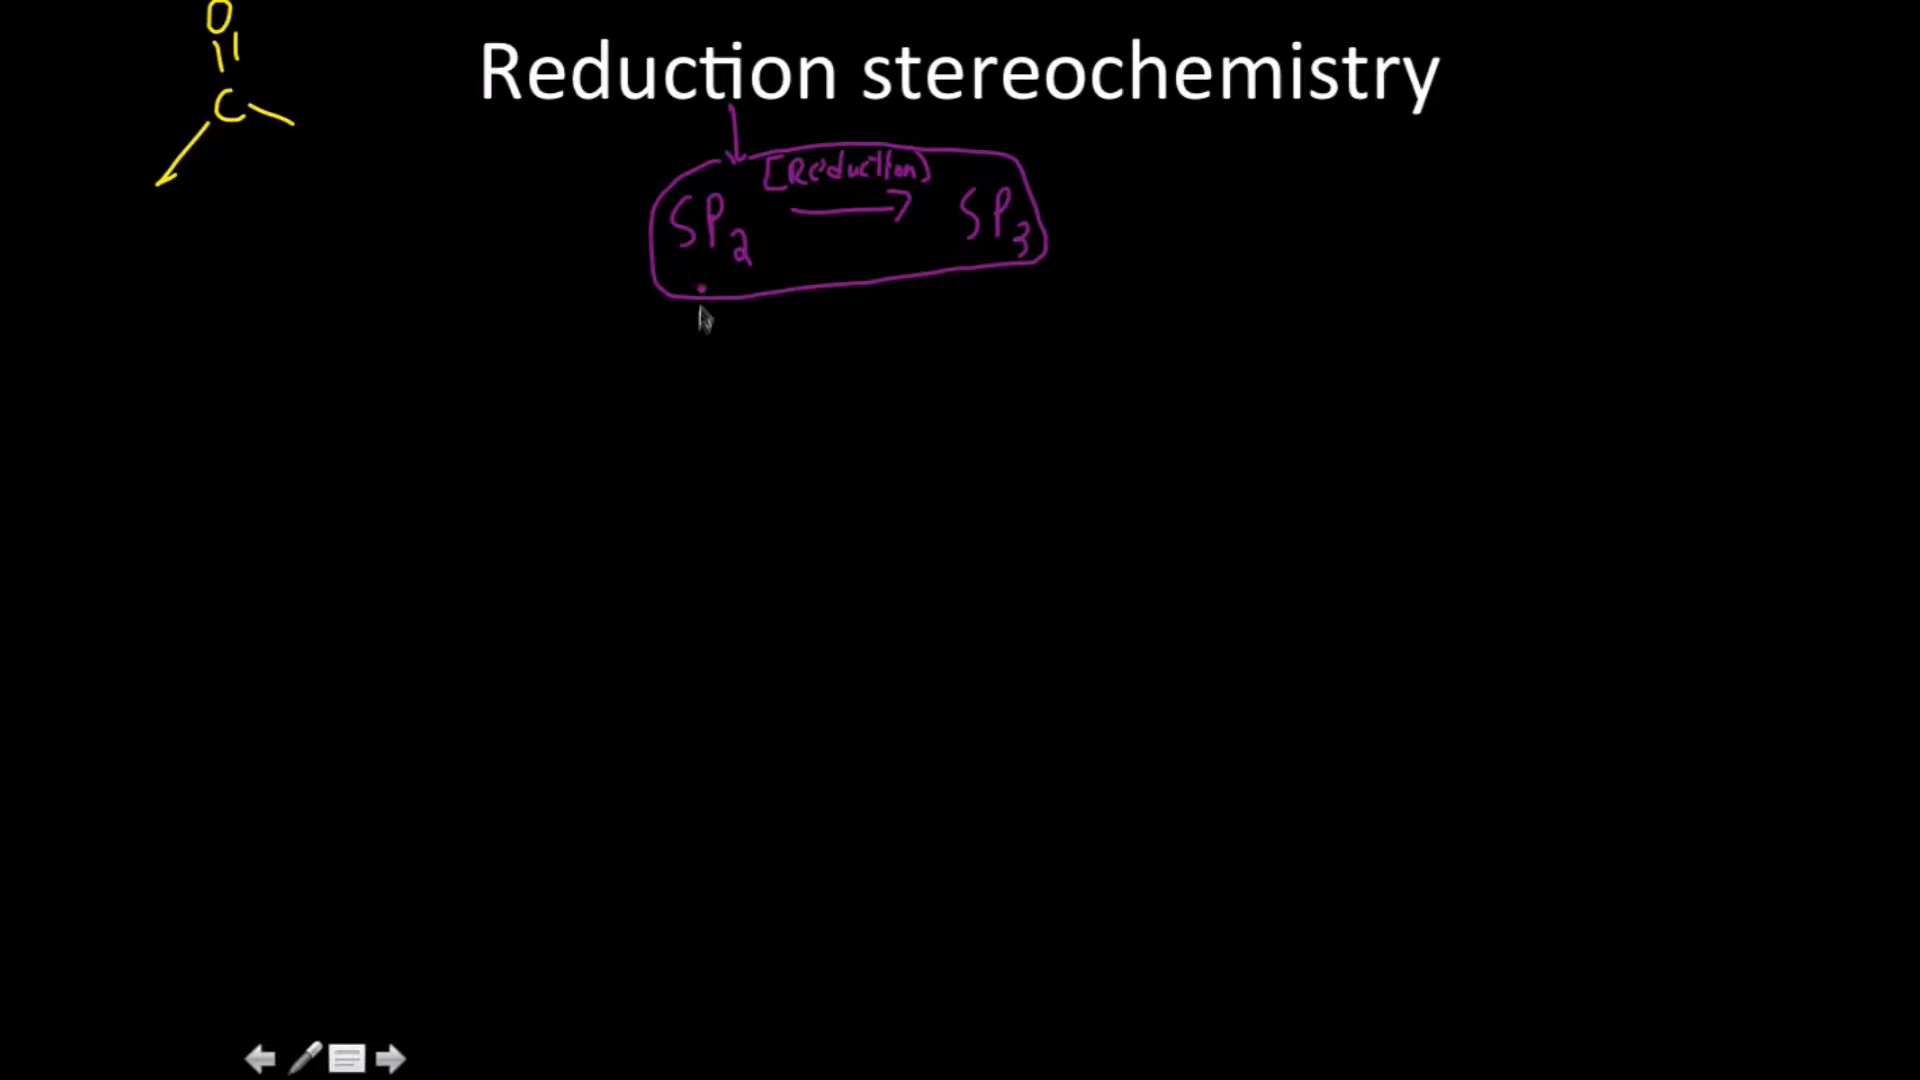 O
C
Reduction stereochemistry
[Reduction]
SP2 → SP3